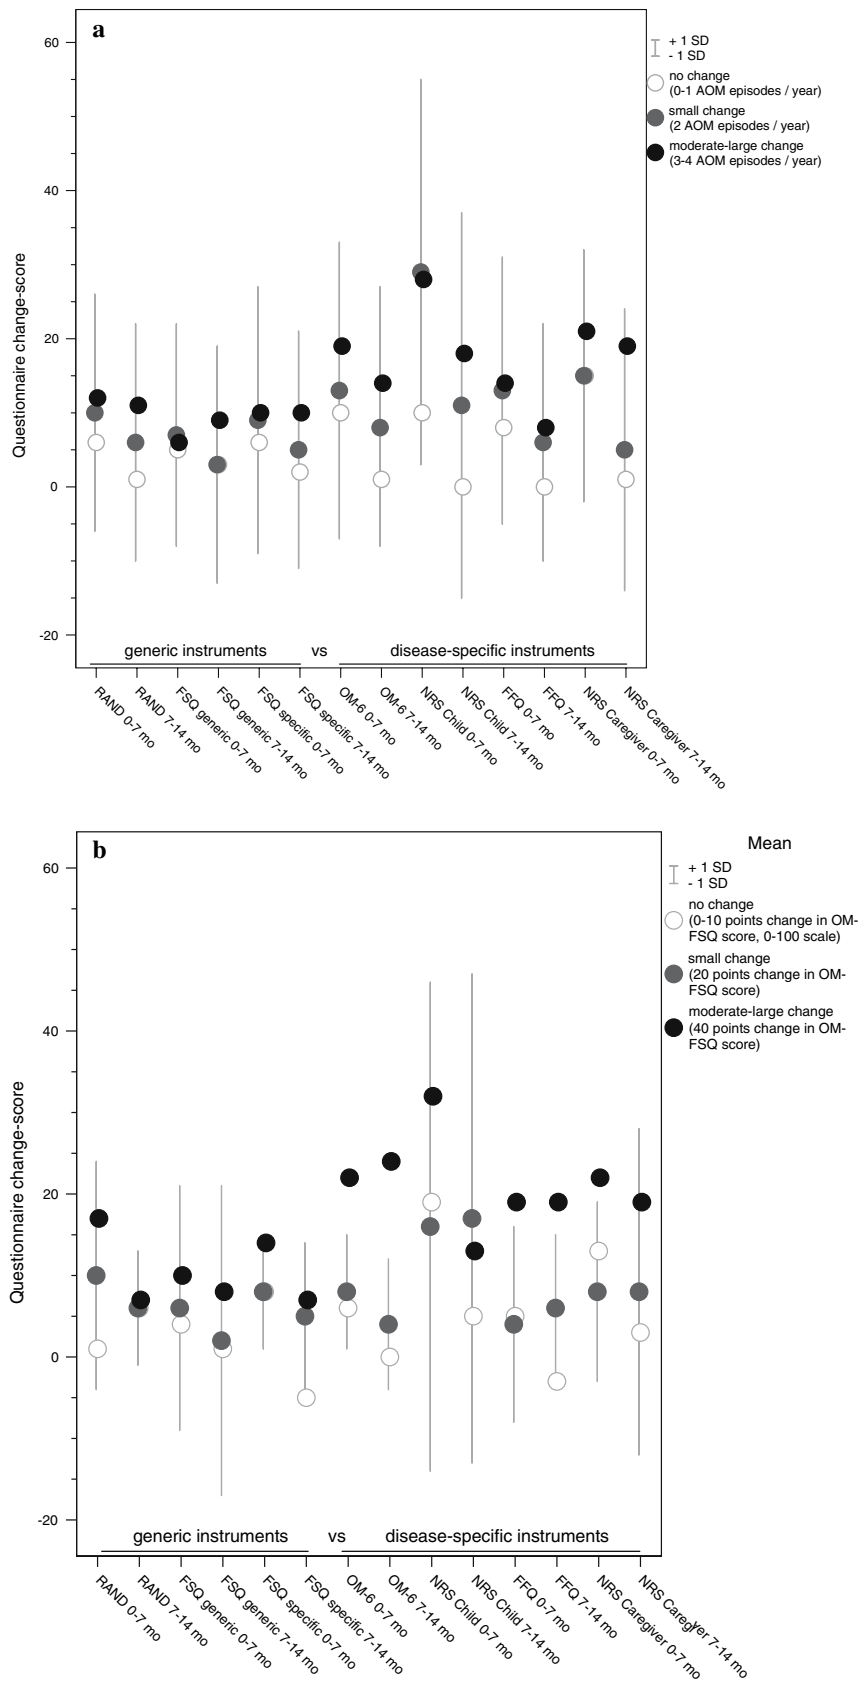 a
60
40
20
0
-20
Questionnaire change-score
+ 1 SD
- 1 SD
no change
(0-1 AOM episodes / year)
small change
(2 AOM episodes / year)
moderate-large change
(3-4 AOM episodes / year)
generic instruments vs disease-specific instruments
RAND 0-7 mo
RAND 7-14 mo
FSQ generic 0-7 mo
FSQ generic 7-14 mo
FSQ specific 0-7 mo
FSQ specific 7-14 mo
OM-6 0-7 mo
OM-6 7-14 mo
NRS Child 0-7 mo
NRS Child 7-14 mo
FFQ 0-7 mo
FFQ 7-14 mo
NRS Caregiver 0-7 mo
NRS Caregiver 7-14 mo
b
60
40
20
0
-20
Questionnaire change-score
Mean
+ 1 SD
- 1 SD
no change
(0-10 points change in OM-
FSQ score, 0-100 scale)
small change
(20 points change in OM-
FSQ score)
moderate-large change
(40 points change in OM-
FSQ score)
generic instruments vs disease-specific instruments
RAND 0-7 mo
RAND 7-14 mo
FSQ generic 0-7 mo
FSQ generic 7-14 mo
FSQ specific 0-7 mo
FSQ specific 7-14 mo
OM-6 0-7 mo
OM-6 7-14 mo
NRS Child 0-7 mo
NRS Child 7-14 mo
FFQ 0-7 mo
FFQ 7-14 mo
NRS Caregiver 0-7 mo
NRS Caregiver 7-14 mo